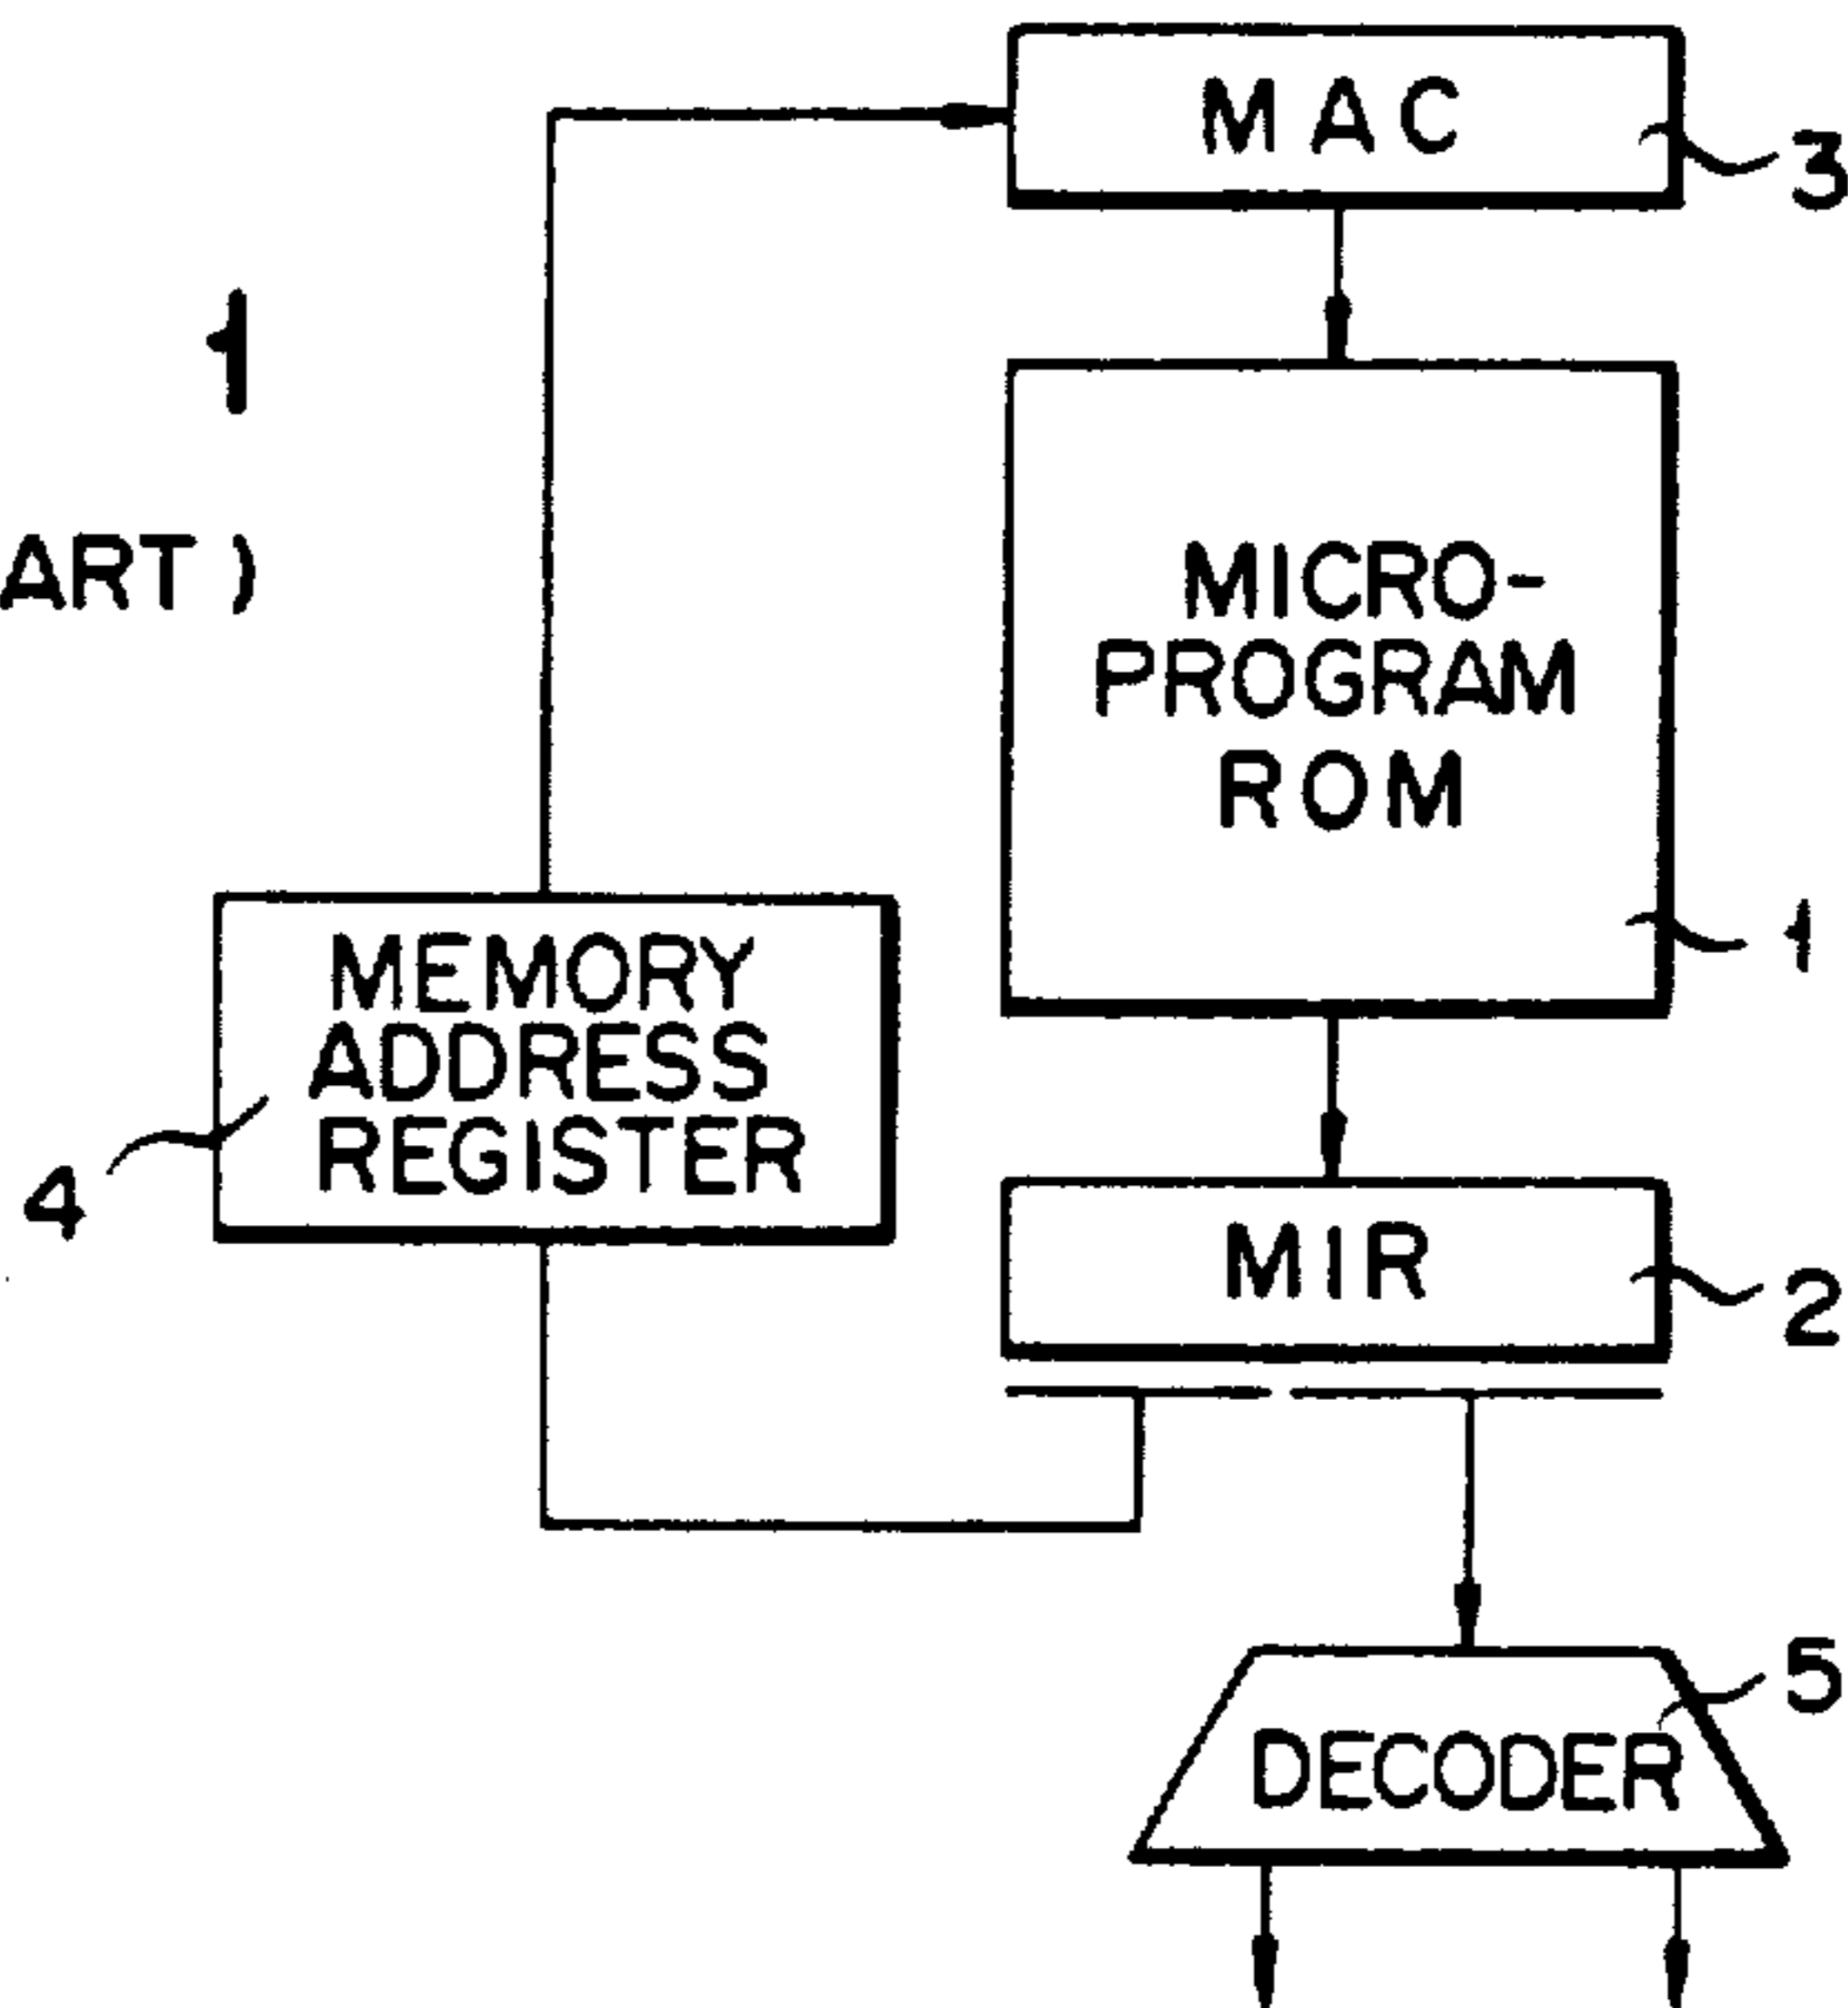 MAC
3
1
ART )
MICRO-
PROGRAM
ROM
1
MEMORY
ADDRESS
REGISTER
4
MIR
2
5
DECODER